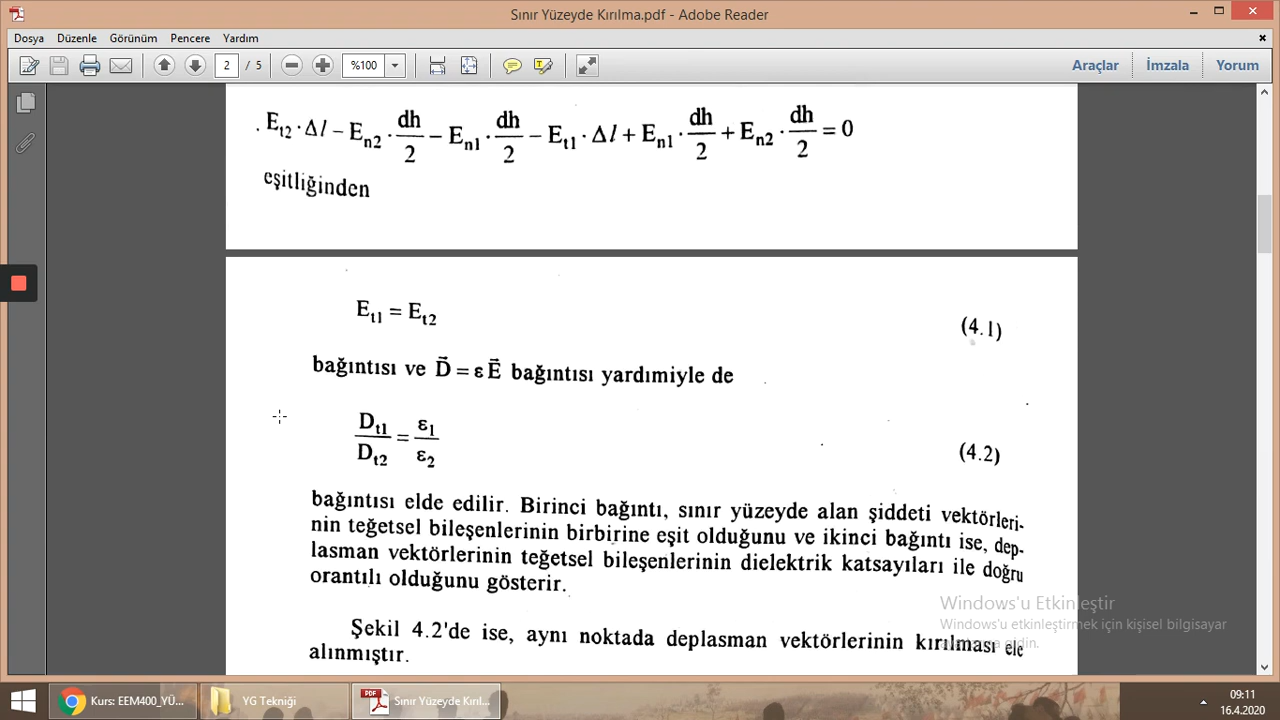 Sınır Yüzeyde Kırılma.pdf - Adobe Reader
Dosya Düzenle Görünüm Pencere Yardım
2 / 5 %100 Araçlar İmzala Yorum
. E_t2 · Δl − E_n2 · dh/2 − E_n1 · dh/2 − E_t1 · Δl + E_n1 · dh/2 + E_n2 · dh/2 = 0
eşitliğinden
E_t1 = E_t2 (4.1)
bağıntısı ve D⃗ = ε E⃗ bağıntısı yardımiyle de
D_t1/D_t2 = ε_1/ε_2 (4.2)
bağıntısı elde edilir. Birinci bağıntı, sınır yüzeyde alan şiddeti vektörleri-
nin teğetsel bileşenlerinin birbirine eşit olduğunu ve ikinci bağıntı ise, dep-
lasman vektörlerinin teğetsel bileşenlerinin dielektrik katsayıları ile doğru
orantılı olduğunu gösterir.
Şekil 4.2'de ise, aynı noktada deplasman vektörlerinin kırılması ele
alınmıştır.
Windows'u Etkinleştir
Windows'u etkinleştirmek için kişisel bilgisayar
gidin.
Kurs: EEM400_YÜ... YG Tekniği Sınır Yüzeyde Kırıl...
09:11
16.4.2020